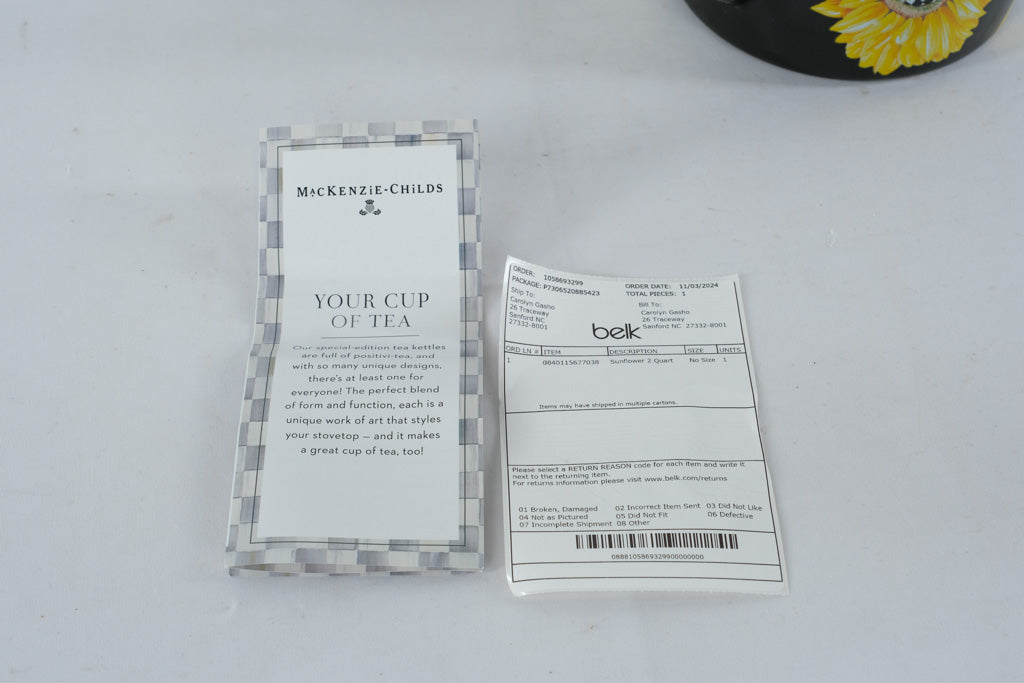 MACKENZIE-CHILDS
YOUR CUP
OF TEA
Our special-edition tea kettles
are full of positivi-tea, and
with so many unique designs,
there's at least one for
everyone! The perfect blend
of form and function, each is a
unique work of art that styles
your stovetop – and it makes
a great cup of tea, too!
ORDER: 1058693299
PACKAGE: P7306520885423
ORDER DATE: 11/03/2024
TOTAL PIECES: 1
Ship To:
Carolyn Gasho
26 Traceway
Sanford NC
27332-8001
Bill To:
Carolyn Gasho
26 Traceway
Sanford NC 27332-8001
belk
ORD LN # ITEM DESCRIPTION SIZE UNITS
1 0840115677038 Sunflower 2 Quart No Size 1
Items may have shipped in multiple cartons.
Please select a RETURN REASON code for each item and write it
next to the returning item.
For returns information please visit www.belk.com/returns
01 Broken, Damaged 02 Incorrect Item Sent 03 Did Not Like
04 Not as Pictured 05 Did Not Fit 06 Defective
07 Incomplete Shipment 08 Other
0888105869329900000000